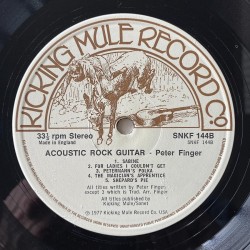 KICKING MULE RECORD CO.
33⅓ rpm Stereo
Made in England
SNKF 144B
SNKF 144B
ACOUSTIC ROCK GUITAR - Peter Finger
1. SABINE
2. FOR LADIES I COULDN'T GET
3. PETERMANN'S POLKA
4. THE MAGICIAN'S APPRENTICE
5. SHEPARD'S PIE
All titles written by Peter Finger,
except 3 which is Trad. Arr. Finger
All titles published by
Kicking Mule/Sonet
℗ 1977 Kicking Mule Record Co. USA